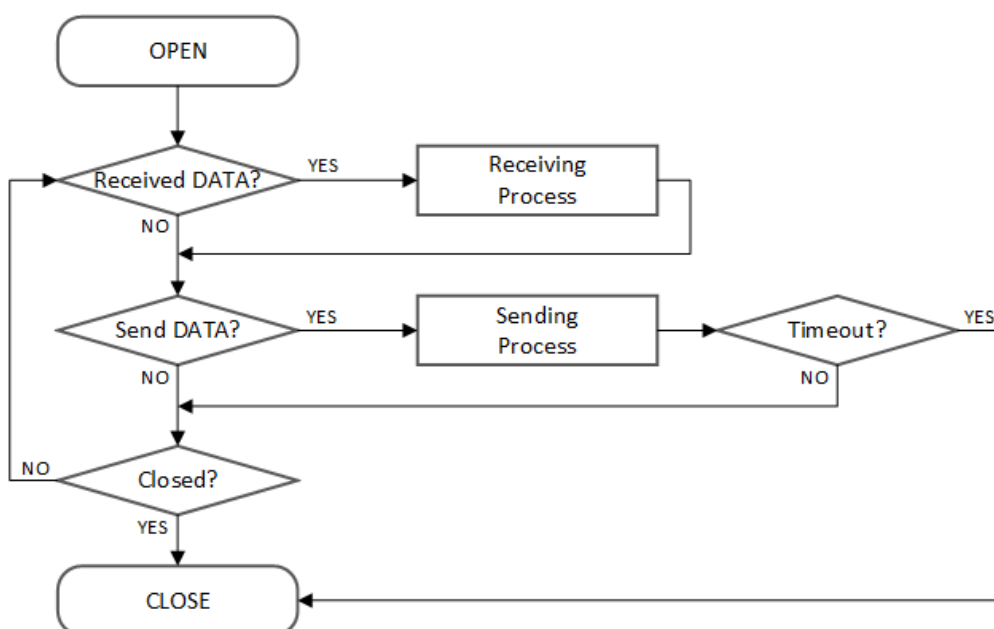 OPEN
Received DATA?
YES
Receiving
Process
NO
Send DATA?
YES
Sending
Process
Timeout?
YES
NO
NO
Closed?
NO
YES
CLOSE